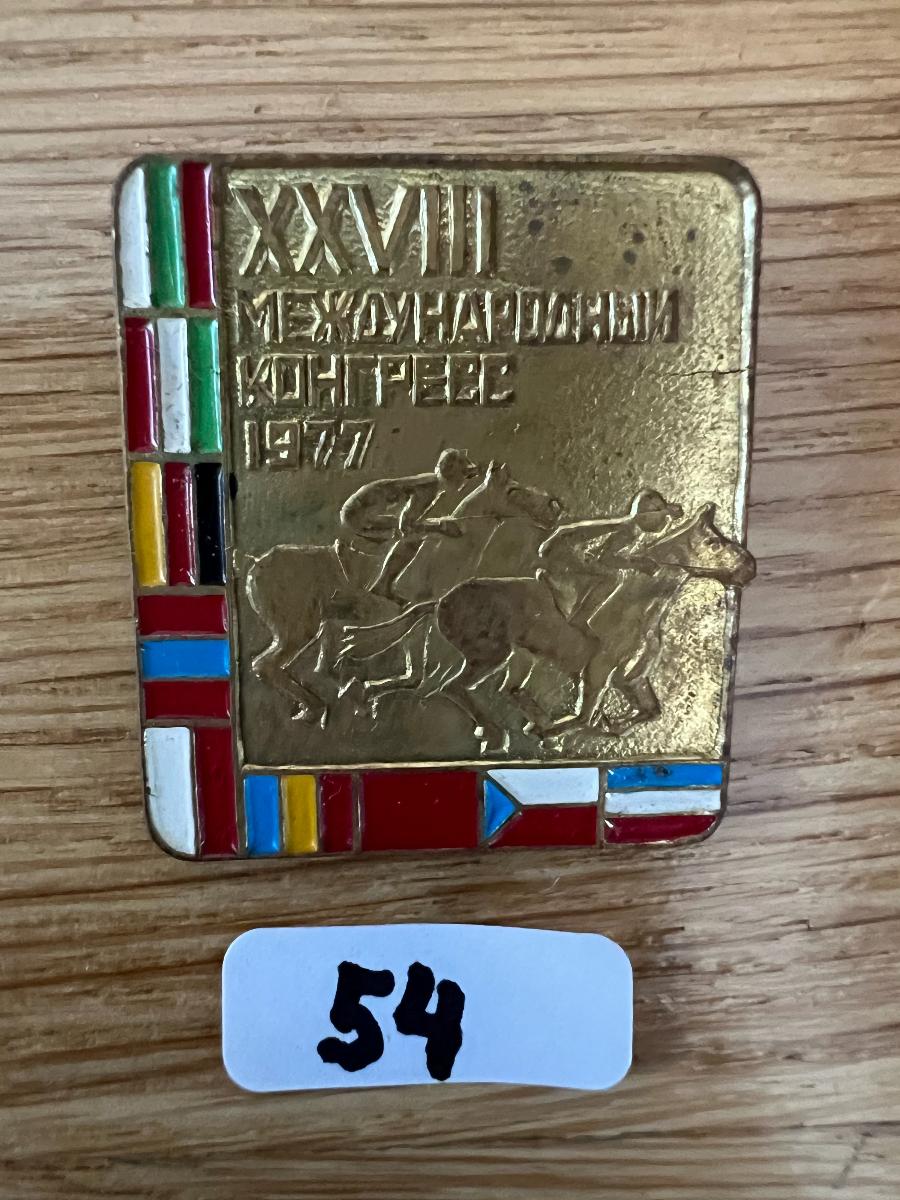 XXVIII
МЕЖДУНАРОДНЫЙ
КОНГРЕСС
1977
54